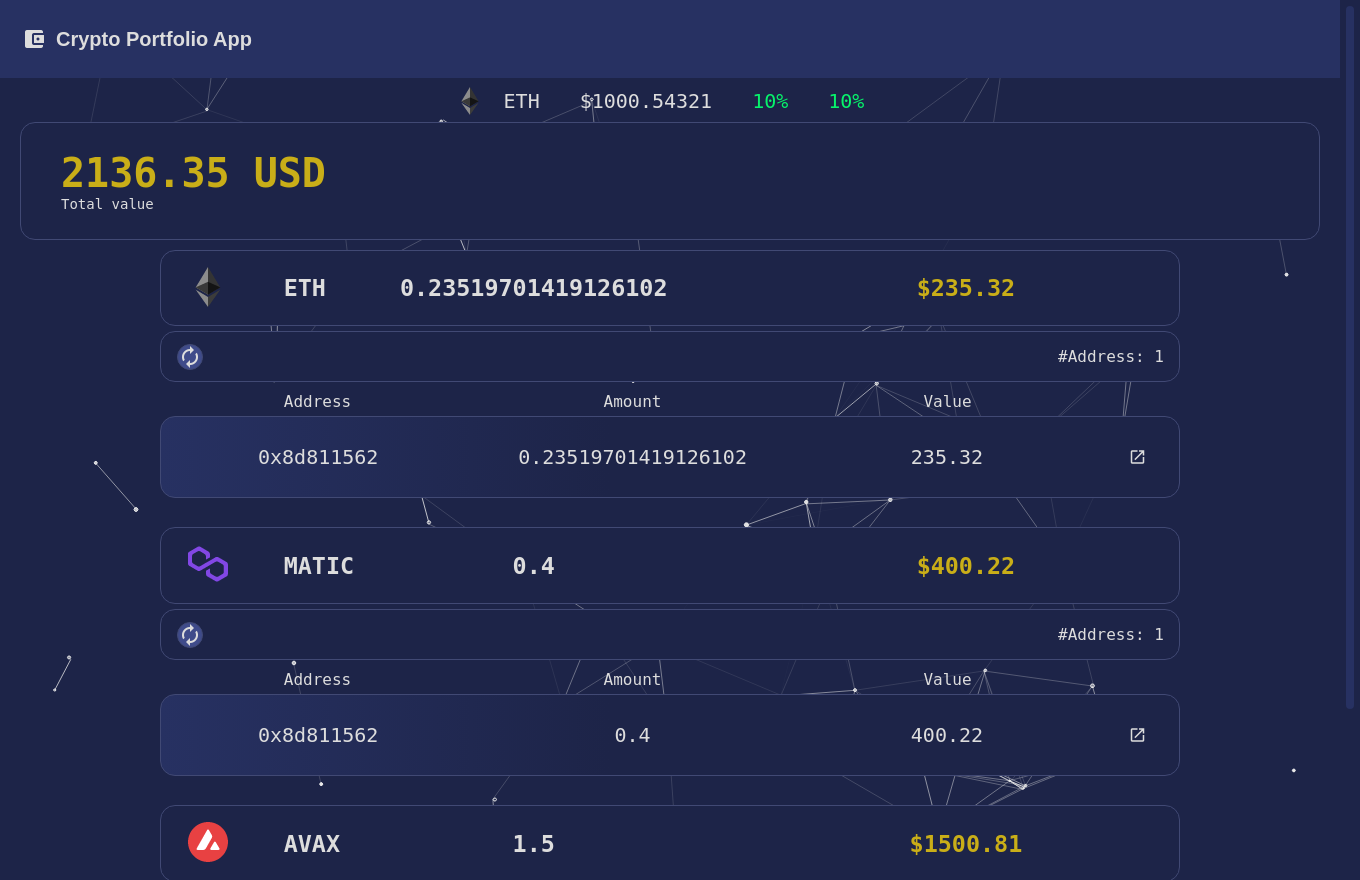 Crypto Portfolio App
ETH $1000.54321 10% 10%
2136.35 USD
Total value
ETH 0.23519701419126102 $235.32
#Address: 1
Address Amount Value
0x8d811562 0.23519701419126102 235.32
MATIC 0.4 $400.22
#Address: 1
Address Amount Value
0x8d811562 0.4 400.22
AVAX 1.5 $1500.81